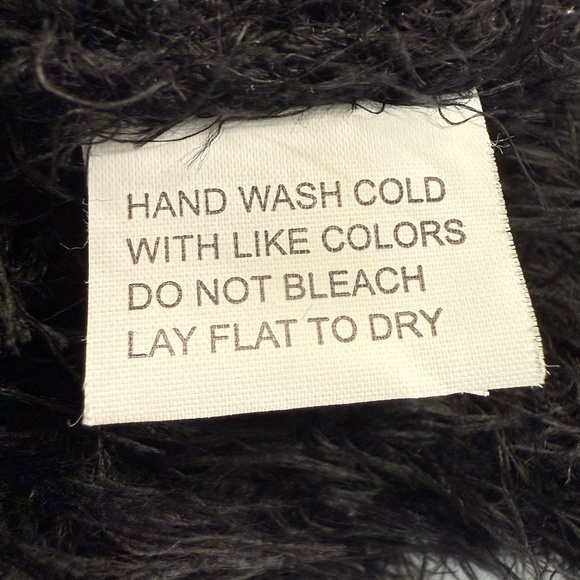 HAND WASH COLD
WITH LIKE COLORS
DO NOT BLEACH
LAY FLAT TO DRY